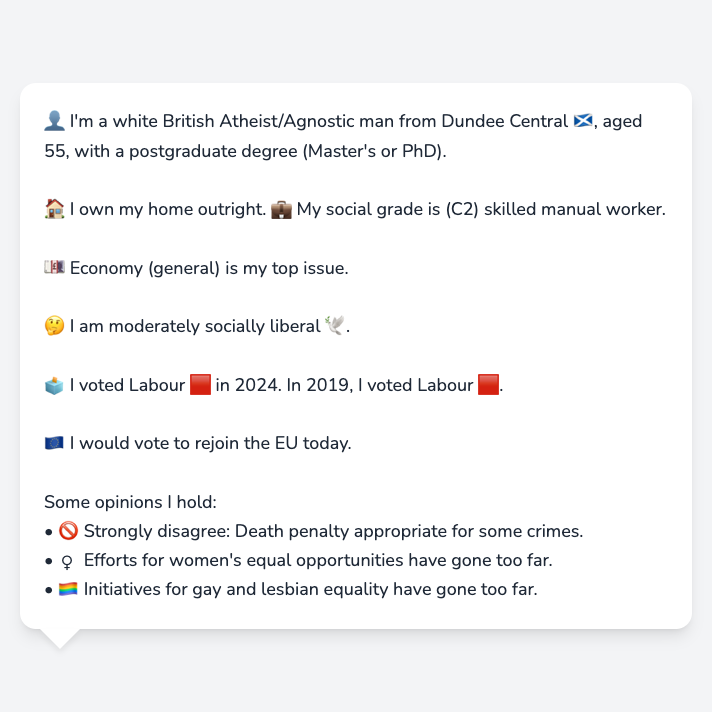 👤 I'm a white British Atheist/Agnostic man from Dundee Central 🏴󠁧󠁢󠁳󠁣󠁴󠁿, aged
55, with a postgraduate degree (Master's or PhD).
🏠 I own my home outright. 💼 My social grade is (C2) skilled manual worker.
💷 Economy (general) is my top issue.
🤔 I am moderately socially liberal 🕊️.
🗳️ I voted Labour 🟥 in 2024. In 2019, I voted Labour 🟥.
🇪🇺 I would vote to rejoin the EU today.
Some opinions I hold:
• 🚫 Strongly disagree: Death penalty appropriate for some crimes.
• ♀ Efforts for women's equal opportunities have gone too far.
• 🏳️‍🌈 Initiatives for gay and lesbian equality have gone too far.